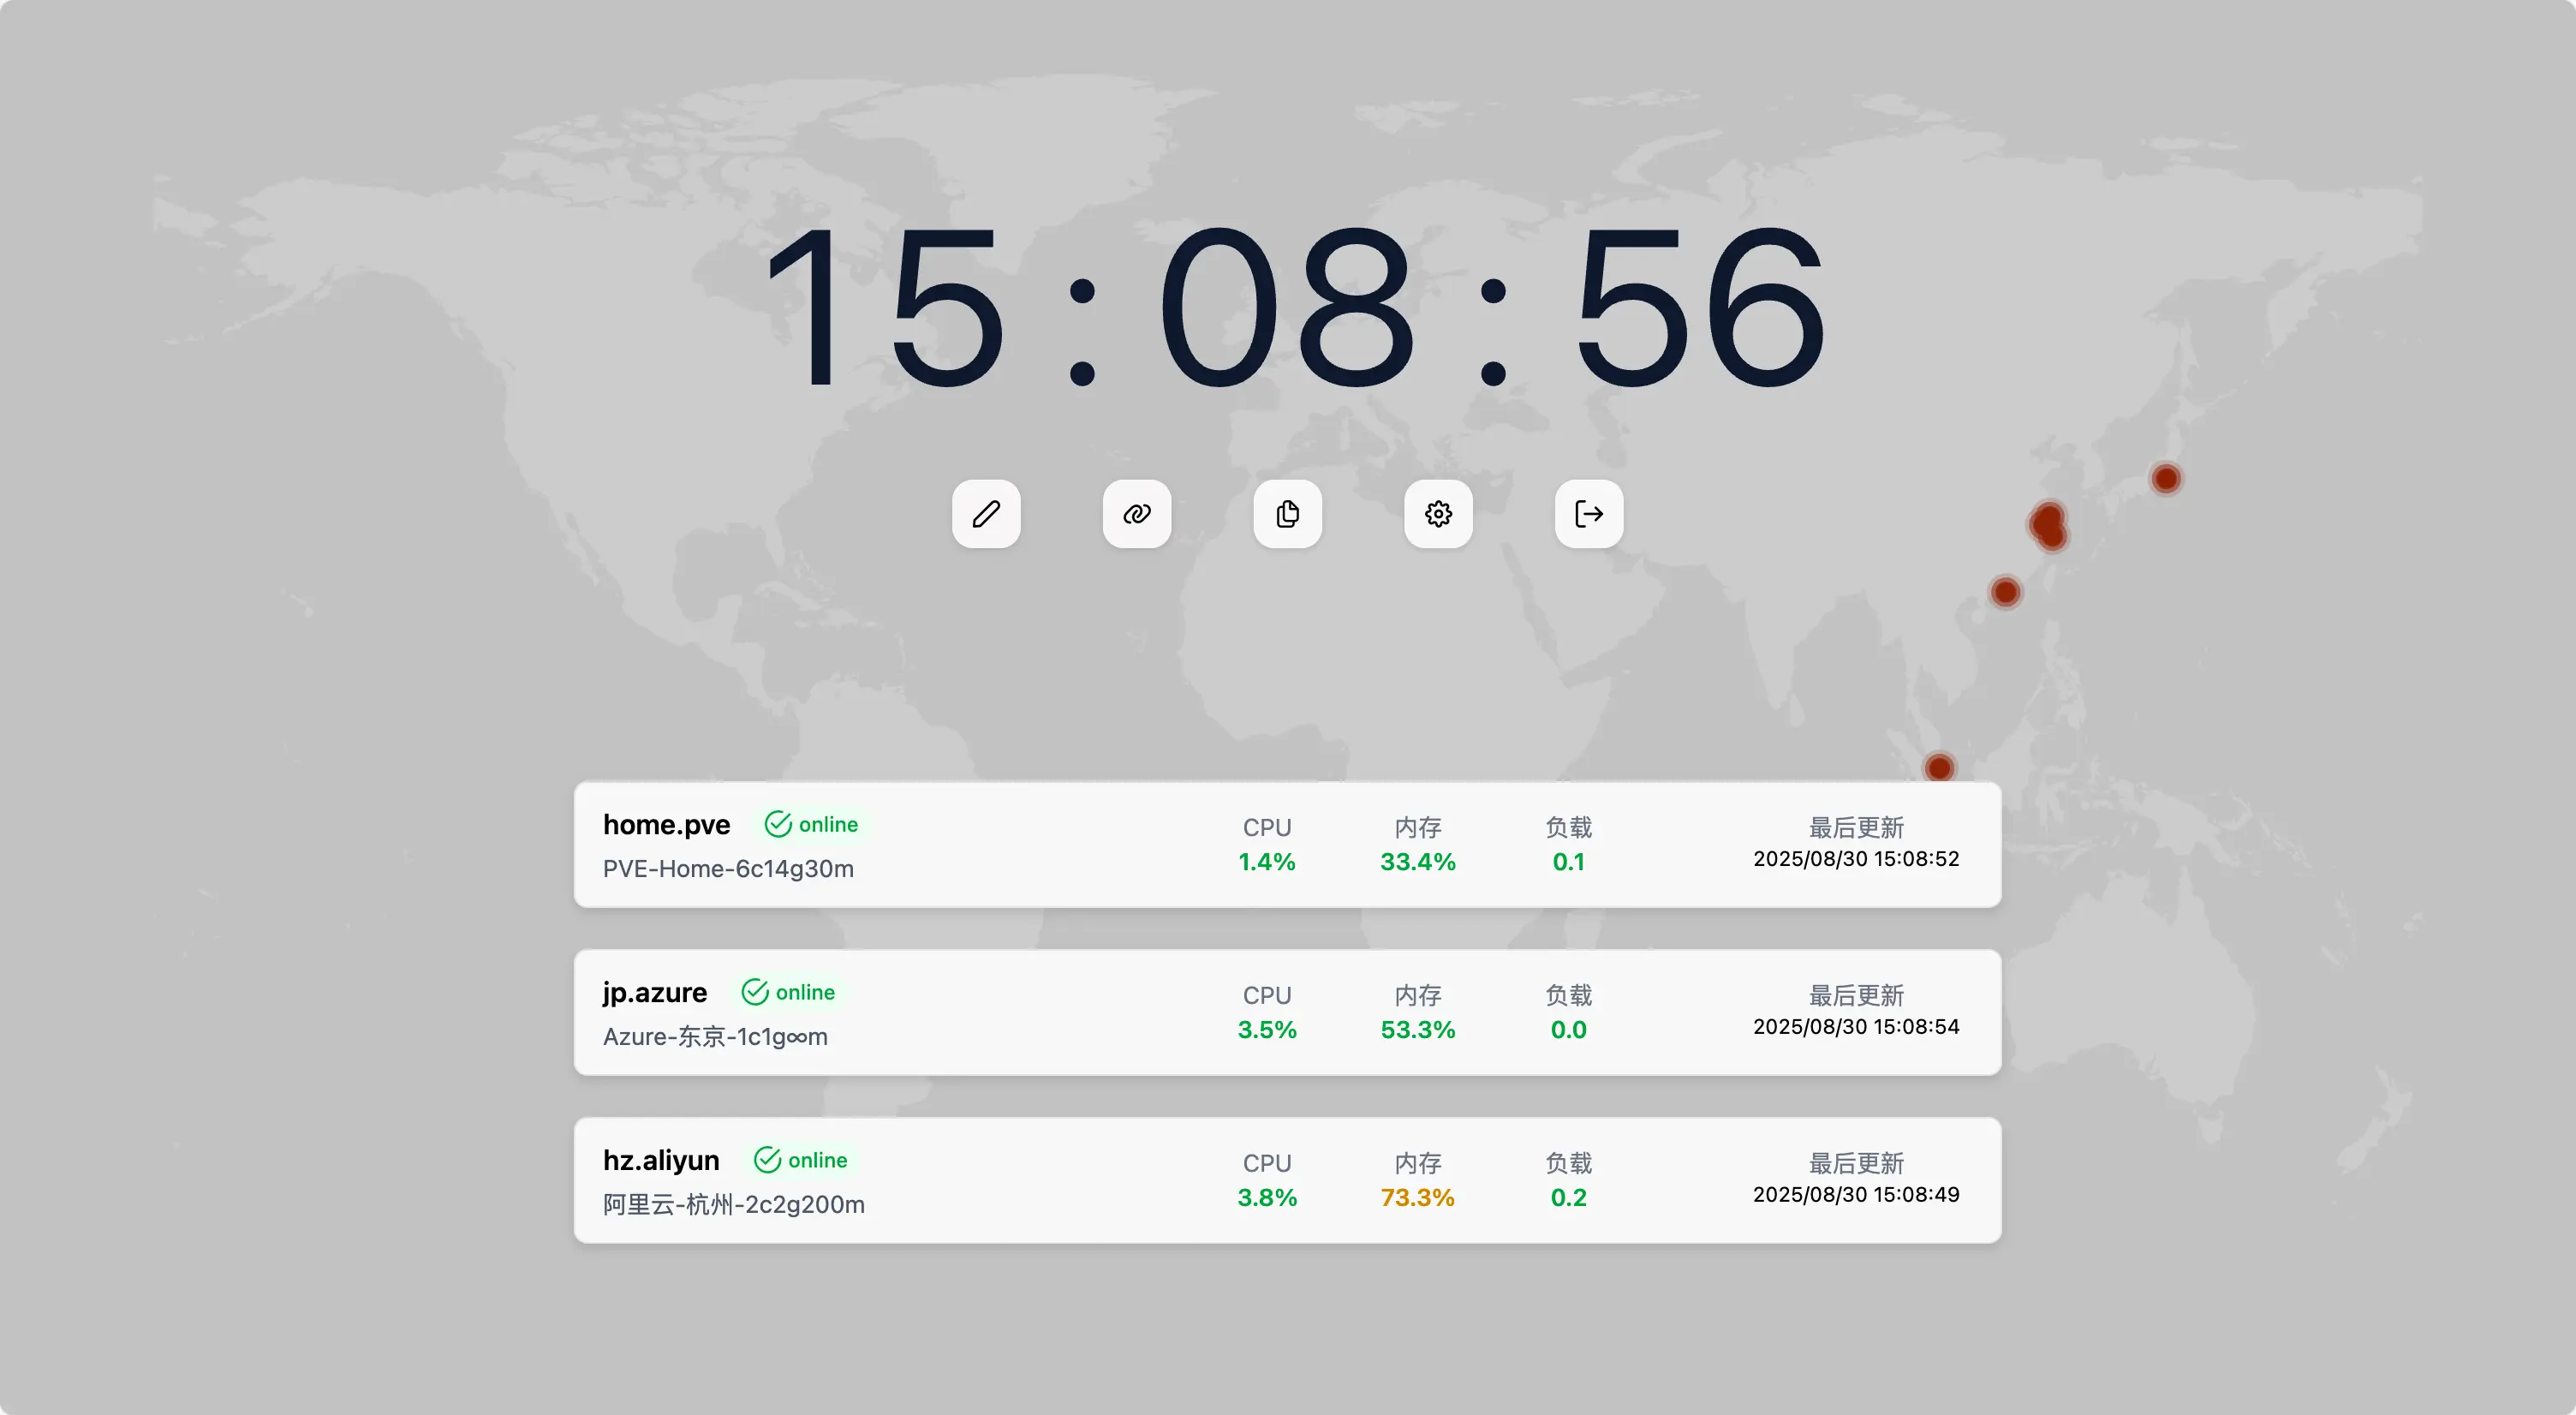 15:08:56
home.pve online
PVE-Home-6c14g30m
CPU 内存 负载 最后更新
1.4% 33.4% 0.1 2025/08/30 15:08:52
jp.azure online
Azure-东京-1c1g∞m
CPU 内存 负载 最后更新
3.5% 53.3% 0.0 2025/08/30 15:08:54
hz.aliyun online
阿里云-杭州-2c2g200m
CPU 内存 负载 最后更新
3.8% 73.3% 0.2 2025/08/30 15:08:49